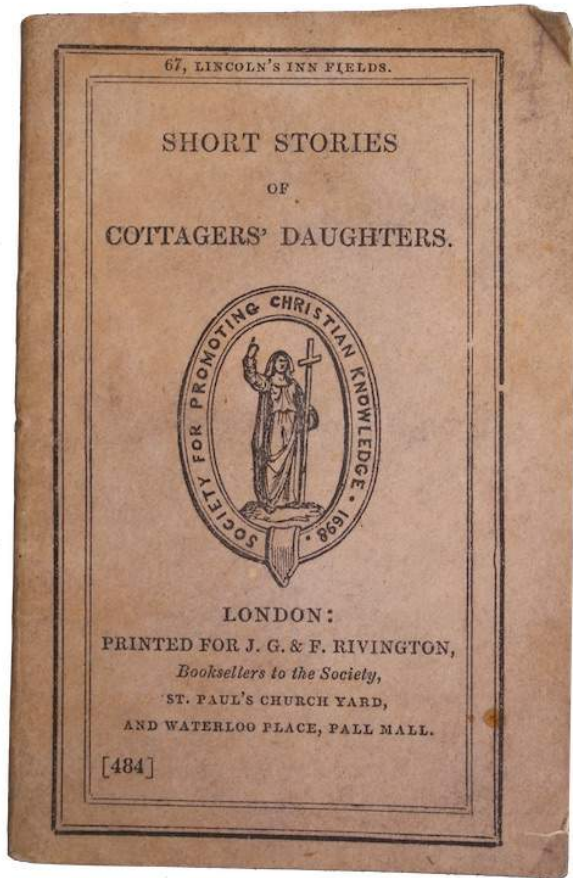 67, LINCOLN'S INN FIELDS.
SHORT STORIES
OF
COTTAGERS' DAUGHTERS.
SOCIETY FOR PROMOTING CHRISTIAN KNOWLEDGE · 1698 ·
LONDON:
PRINTED FOR J. G. & F. RIVINGTON,
Booksellers to the Society,
ST. PAUL'S CHURCH YARD,
AND WATERLOO PLACE, PALL MALL.
[484]